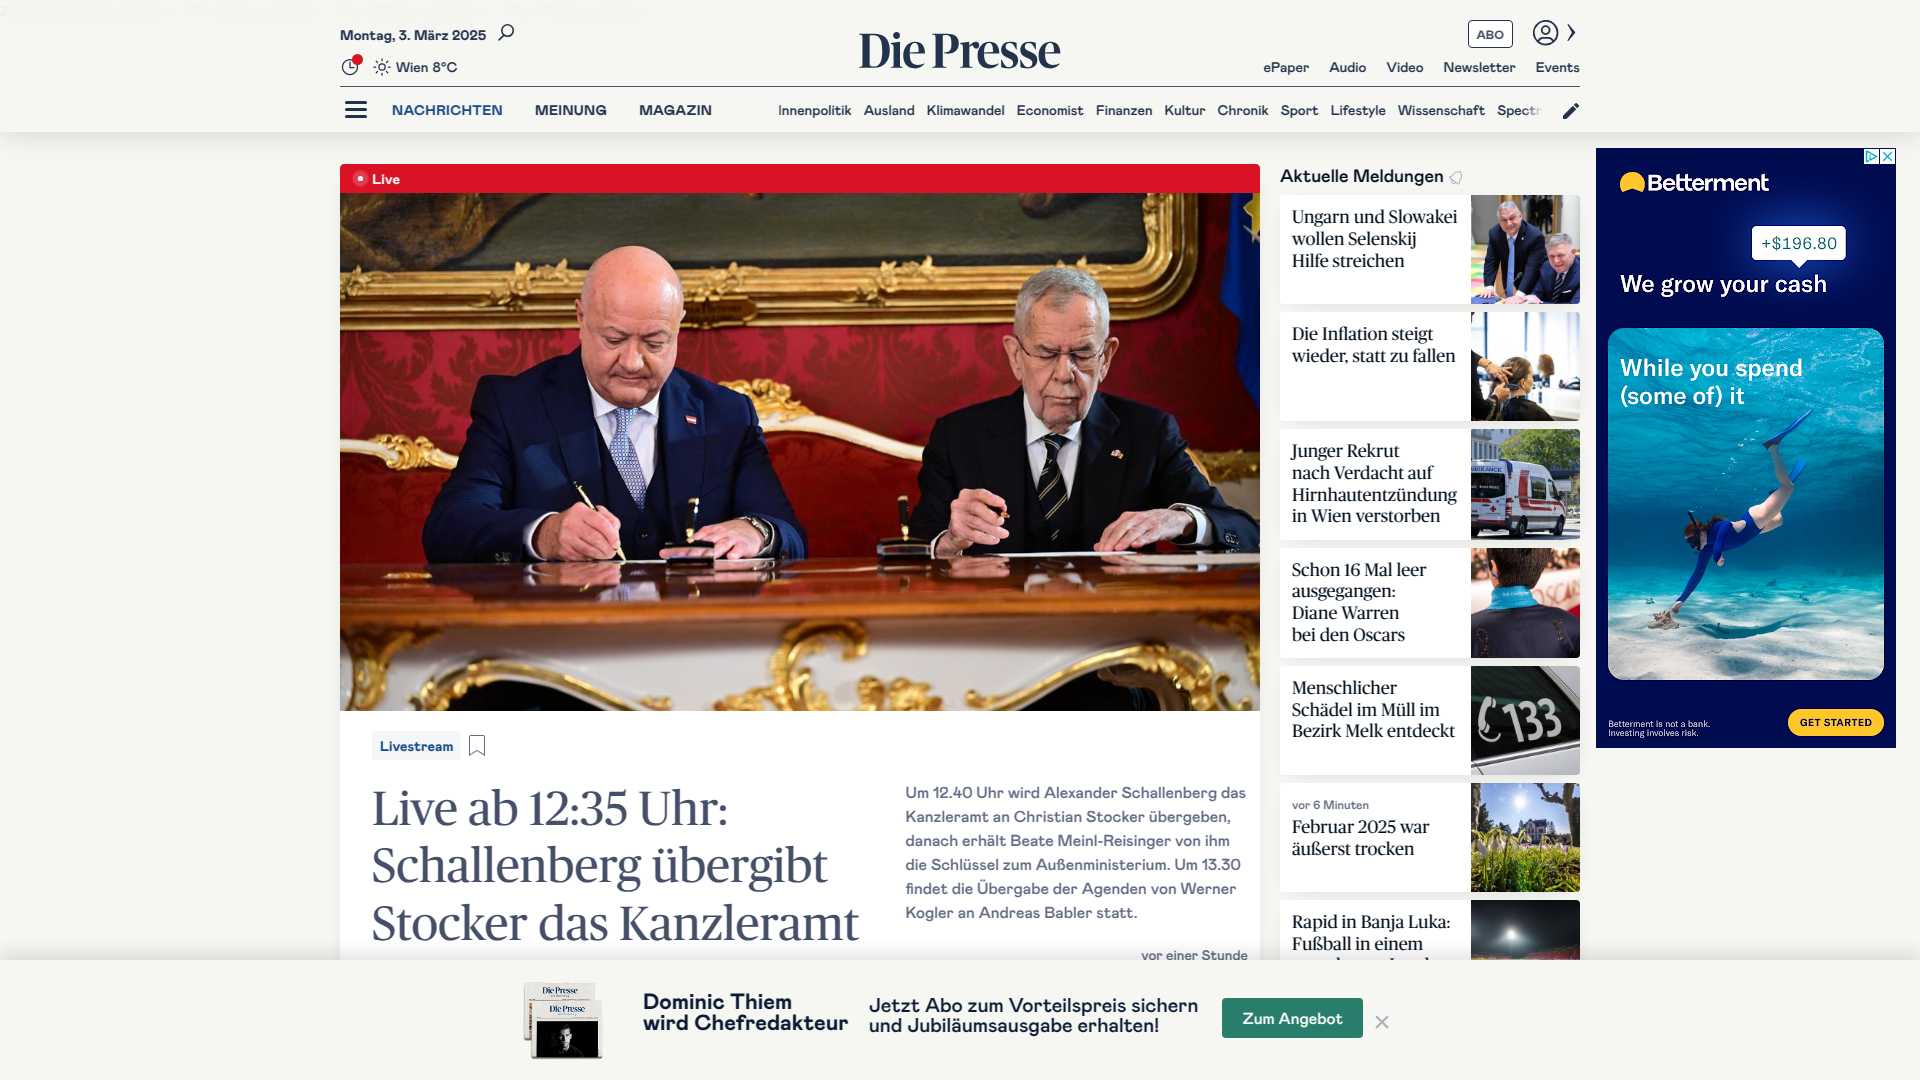 Montag, 3. März 2025
Die Presse
ABO
Wien 8°C
ePaper Audio Video Newsletter Events
NACHRICHTEN MEINUNG MAGAZIN
Innenpolitik Ausland Klimawandel Economist Finanzen Kultur Chronik Sport Lifestyle Wissenschaft Spectr
Live
Livestream
Live ab 12:35 Uhr:
Schallenberg übergibt
Stocker das Kanzleramt
Um 12.40 Uhr wird Alexander Schallenberg das
Kanzleramt an Christian Stocker übergeben,
danach erhält Beate Meinl-Reisinger von ihm
die Schlüssel zum Außenministerium. Um 13.30
findet die Übergabe der Agenden von Werner
Kogler an Andreas Babler statt.
vor einer Stunde
Aktuelle Meldungen
Ungarn und Slowakei
wollen Selenskij
Hilfe streichen
Die Inflation steigt
wieder, statt zu fallen
Junger Rekrut
nach Verdacht auf
Hirnhautentzündung
in Wien verstorben
Schon 16 Mal leer
ausgegangen:
Diane Warren
bei den Oscars
Menschlicher
Schädel im Müll im
Bezirk Melk entdeckt
133
vor 6 Minuten
Februar 2025 war
äußerst trocken
Rapid in Banja Luka:
Fußball in einem
Betterment
+$196.80
We grow your cash
While you spend
(some of) it
Betterment is not a bank.
Investing involves risk.
GET STARTED
Die Presse
Die Presse
Dominic Thiem
wird Chefredakteur
Jetzt Abo zum Vorteilspreis sichern
und Jubiläumsausgabe erhalten!
Zum Angebot